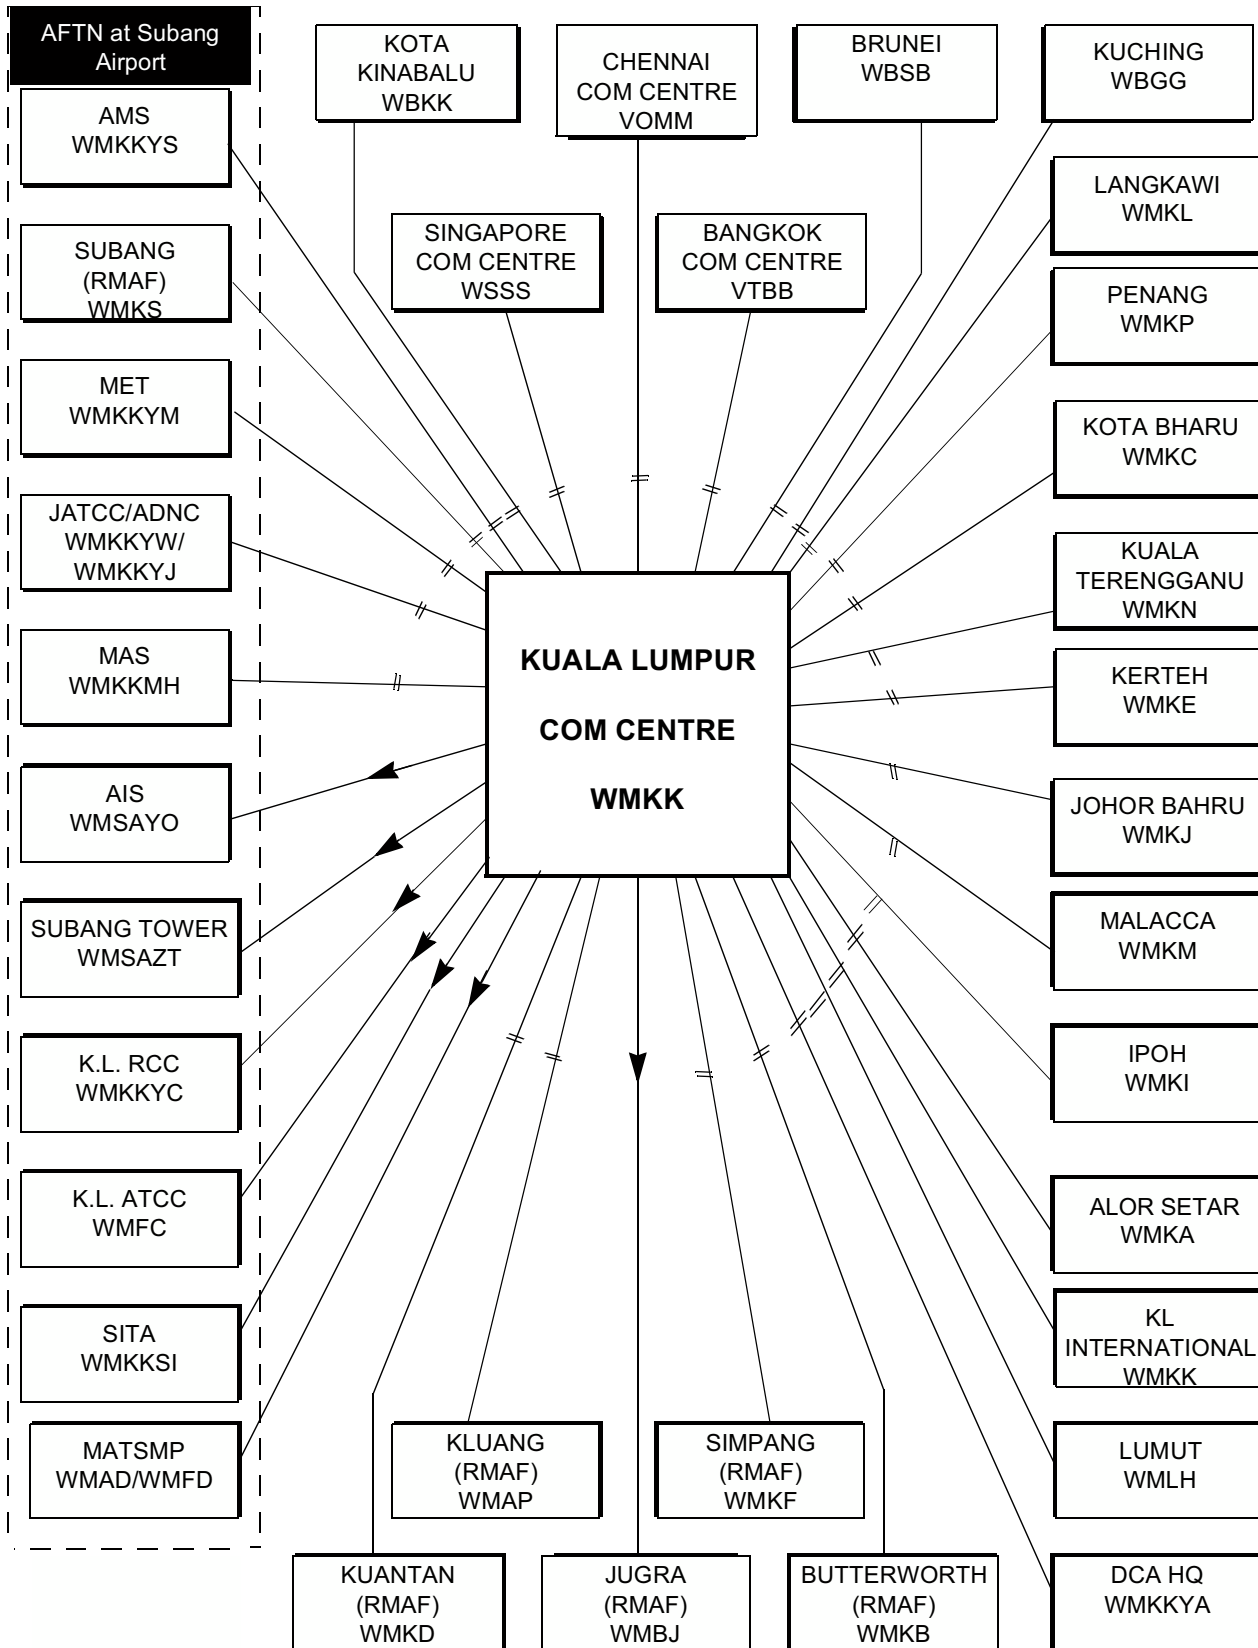 AFTN at Subang
Airport
AMS
WMKKYS
SUBANG
(RMAF)
WMKS
MET
WMKKYM
JATCC/ADNC
WMKKYW/
WMKKYJ
MAS
WMKKMH
AIS
WMSAYO
SUBANG TOWER
WMSAZT
K.L. RCC
WMKKYC
K.L. ATCC
WMFC
SITA
WMKKSI
MATSMP
WMAD/WMFD
KOTA
KINABALU
WBKK
CHENNAI
COM CENTRE
VOMM
BRUNEI
WBSB
SINGAPORE
COM CENTRE
WSSS
BANGKOK
COM CENTRE
VTBB
KUALA LUMPUR
COM CENTRE
WMKK
KUCHING
WBGG
LANGKAWI
WMKL
PENANG
WMKP
KOTA BHARU
WMKC
KUALA
TERENGGANU
WMKN
KERTEH
WMKE
JOHOR BAHRU
WMKJ
MALACCA
WMKM
IPOH
WMKI
ALOR SETAR
WMKA
KL
INTERNATIONAL
WMKK
LUMUT
WMLH
DCA HQ
WMKKYA
KLUANG
(RMAF)
WMAP
SIMPANG
(RMAF)
WMKF
KUANTAN
(RMAF)
WMKD
JUGRA
(RMAF)
WMBJ
BUTTERWORTH
(RMAF)
WMKB